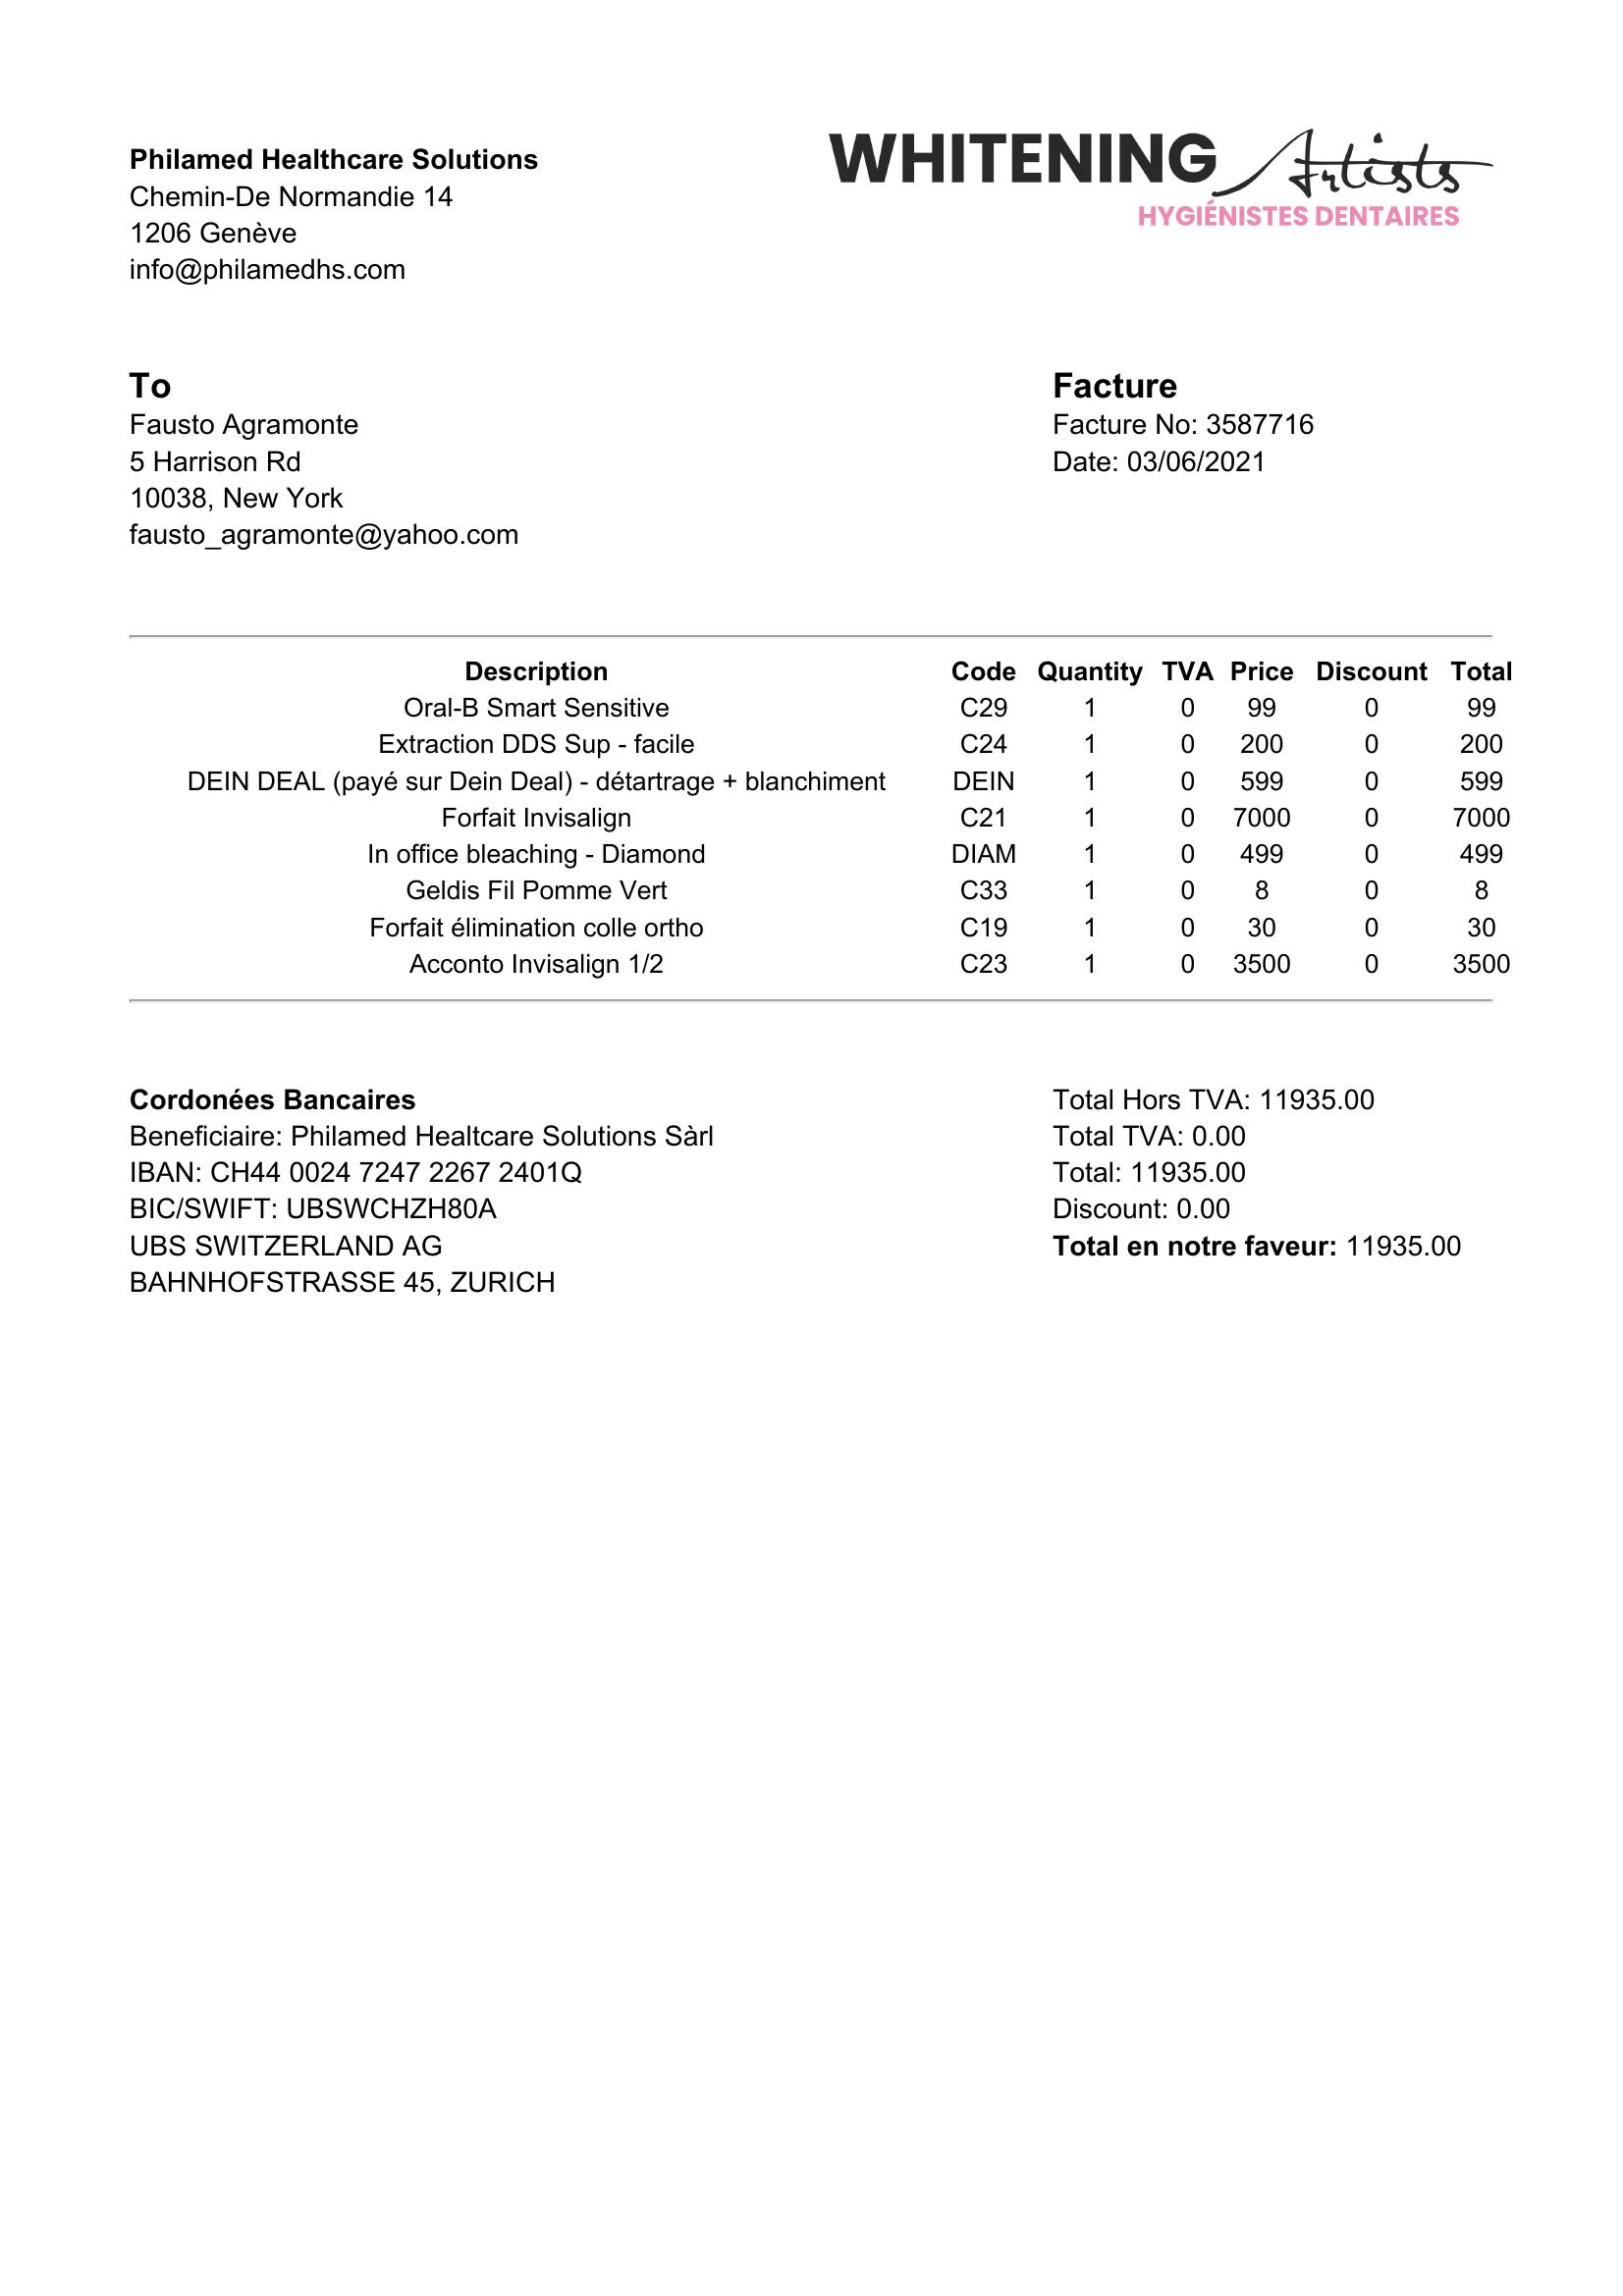 Philamed Healthcare Solutions
Chemin-De Normandie 14
1206 Genève
info@philamedhs.com
WHITENING Artists
HYGIÉNISTES DENTAIRES
To
Fausto Agramonte
5 Harrison Rd
10038, New York
fausto_agramonte@yahoo.com
Facture
Facture No: 3587716
Date: 03/06/2021
Description Code Quantity TVA Price Discount Total
Oral-B Smart Sensitive C29 1 0 99 0 99
Extraction DDS Sup - facile C24 1 0 200 0 200
DEIN DEAL (payé sur Dein Deal) - détartrage + blanchiment DEIN 1 0 599 0 599
Forfait Invisalign C21 1 0 7000 0 7000
In office bleaching - Diamond DIAM 1 0 499 0 499
Geldis Fil Pomme Vert C33 1 0 8 0 8
Forfait élimination colle ortho C19 1 0 30 0 30
Acconto Invisalign 1/2 C23 1 0 3500 0 3500
Cordonées Bancaires
Beneficiaire: Philamed Healtcare Solutions Sàrl
IBAN: CH44 0024 7247 2267 2401Q
BIC/SWIFT: UBSWCHZH80A
UBS SWITZERLAND AG
BAHNHOFSTRASSE 45, ZURICH
Total Hors TVA: 11935.00
Total TVA: 0.00
Total: 11935.00
Discount: 0.00
Total en notre faveur: 11935.00